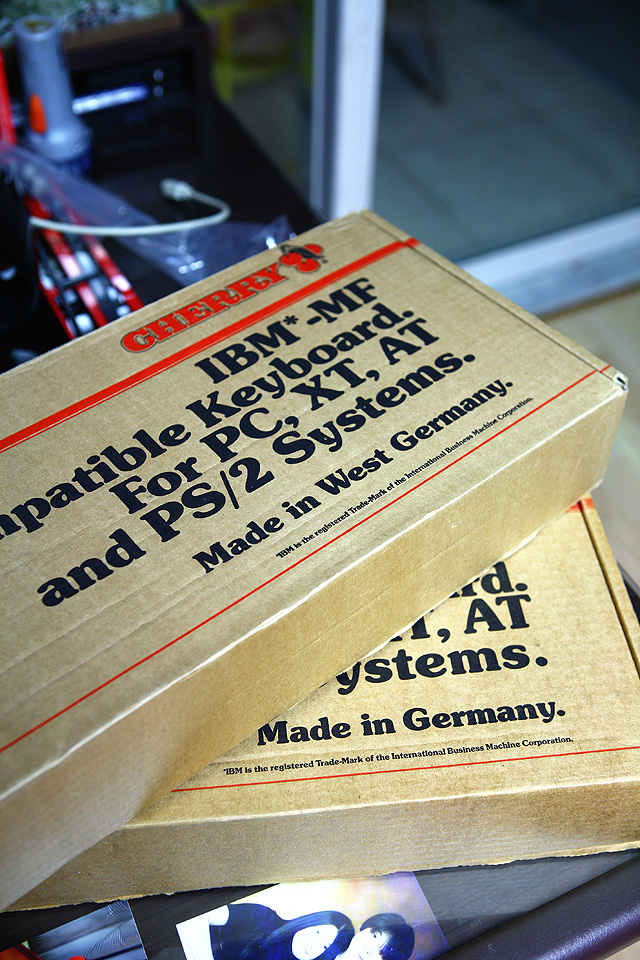 CHERRY
IBM*-MF
mpatible Keyboard.
For PC, XT, AT
and PS/2 Systems.
Made in West Germany.
*IBM is the registered Trade-Mark of the International Business Machine Corporation.
rd.
XT, AT
ystems.
Made in Germany.
*IBM is the registered Trade-Mark of the International Business Machine Corporation.